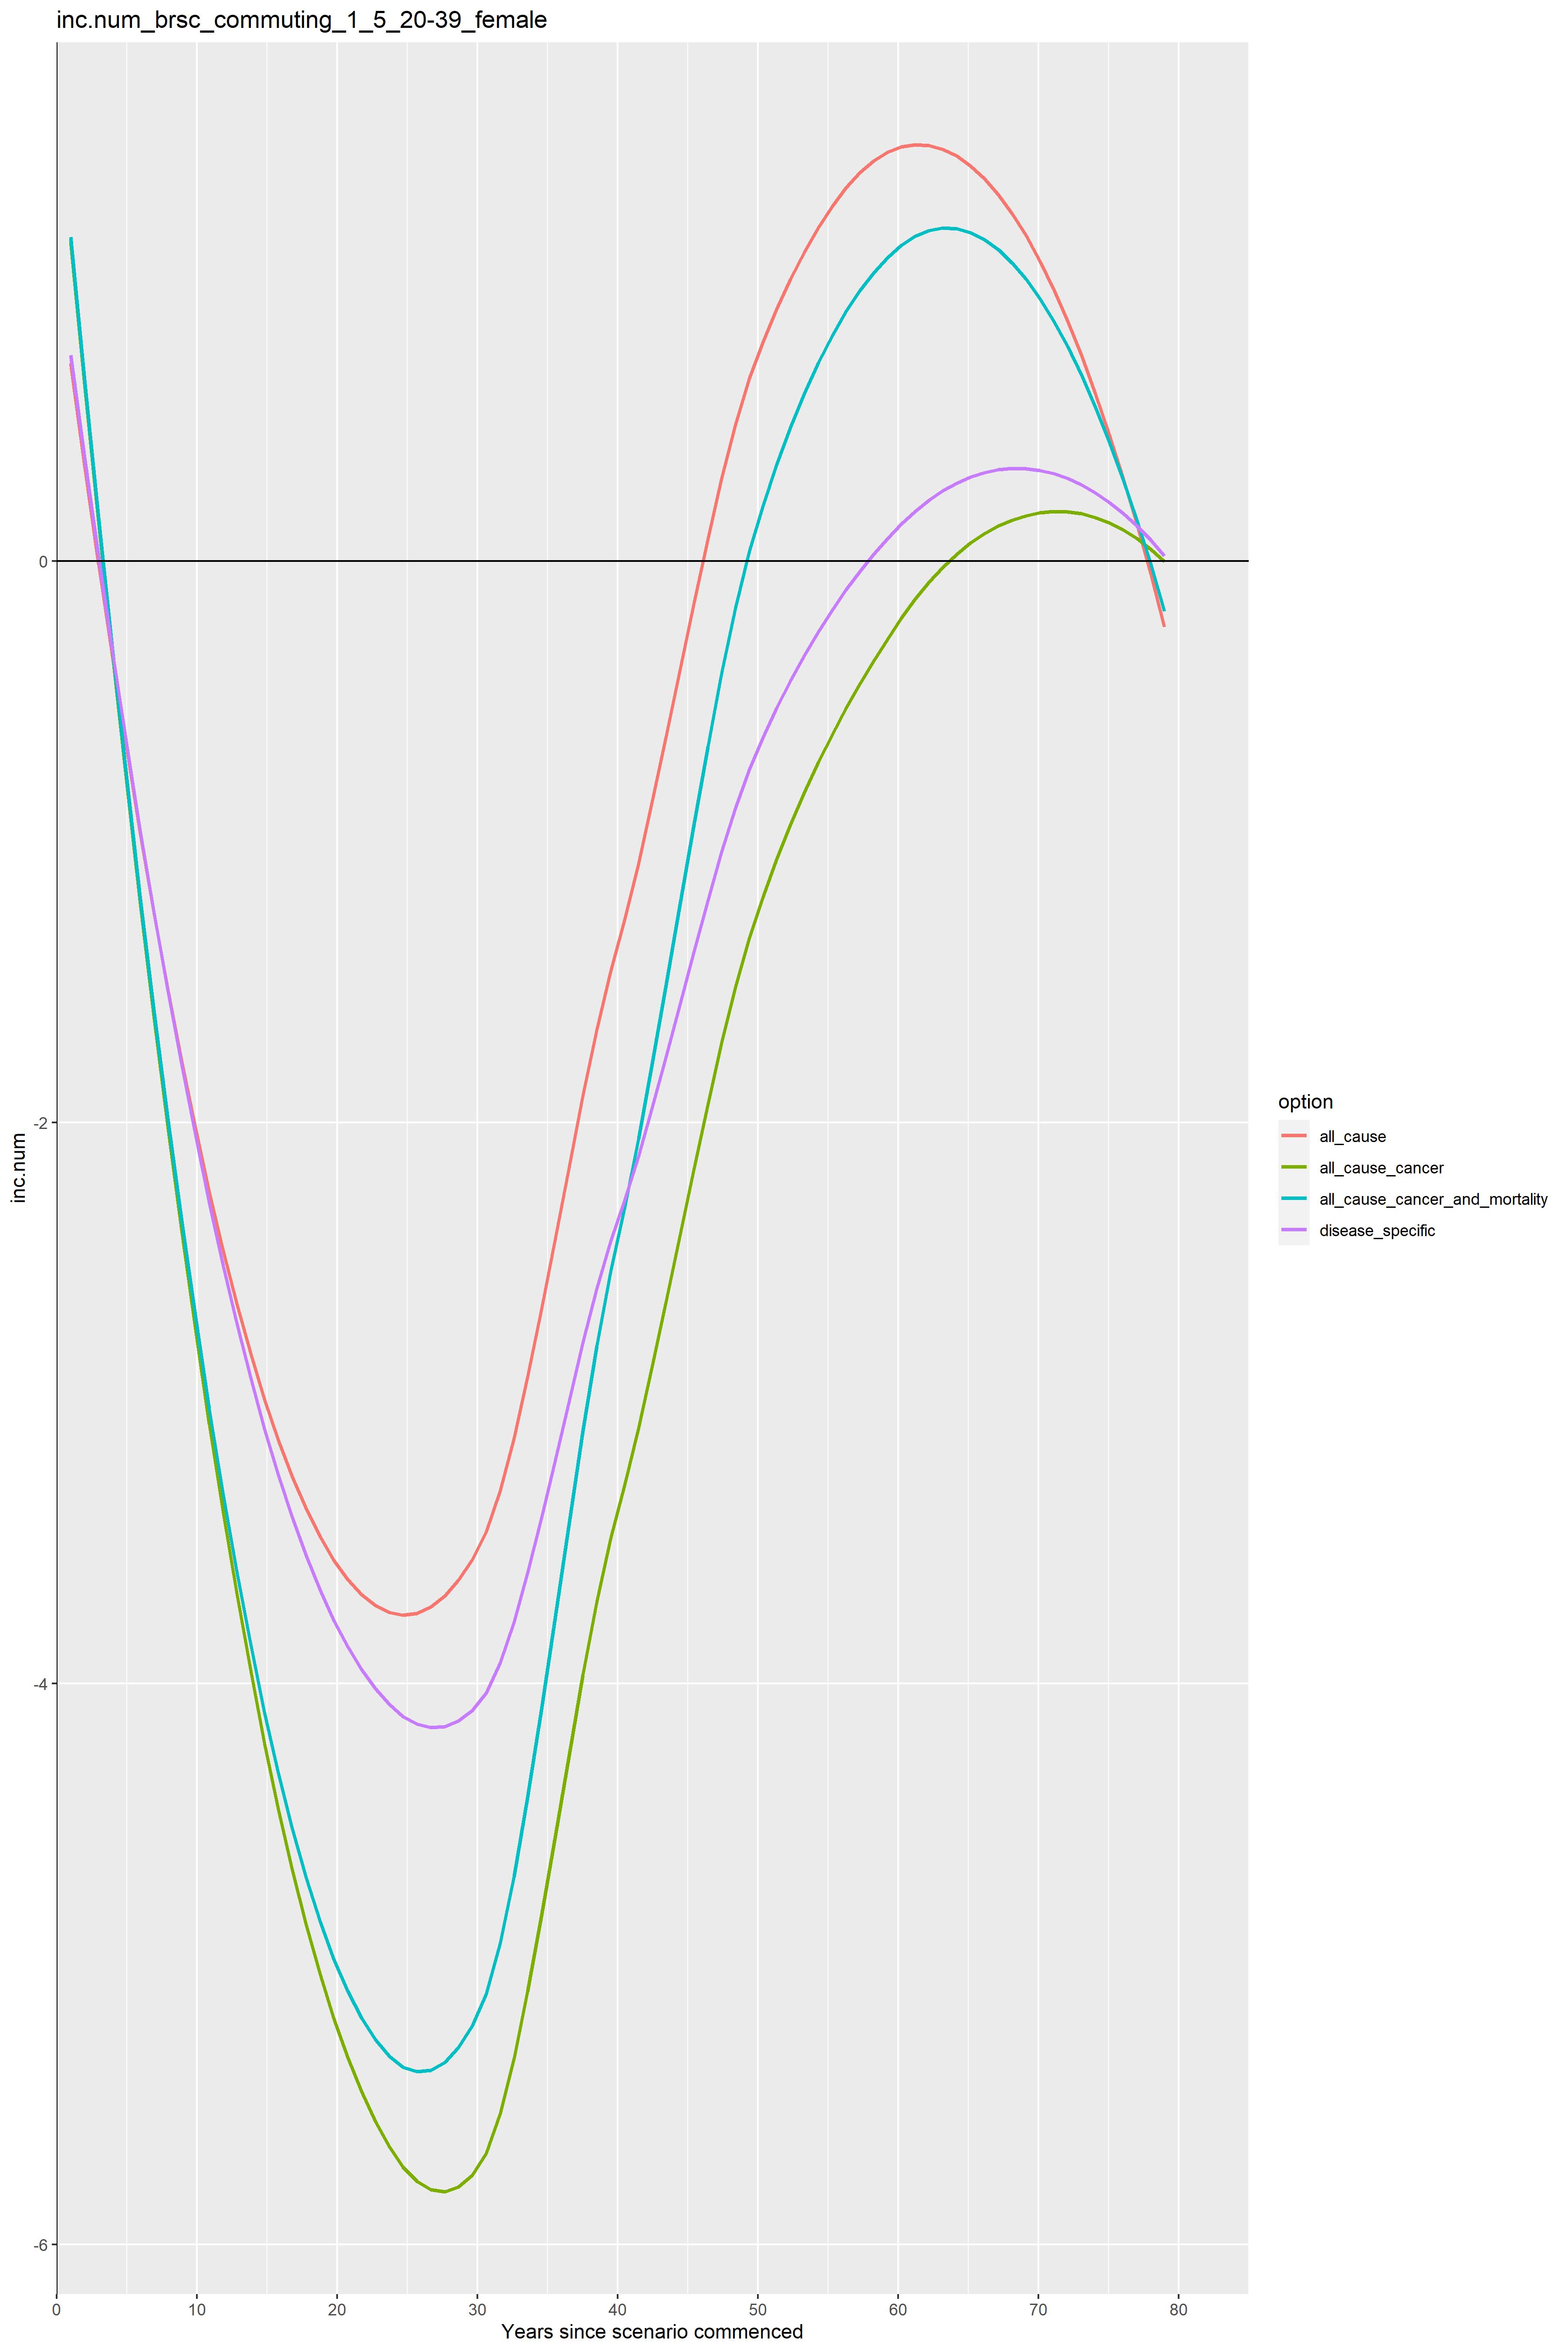 inc.num_brsc_commuting_1_5_20-39_female
inc.num
0
-2
-4
-6
0 10 20 30 40 50 60 70 80
Years since scenario commenced
option
all_cause
all_cause_cancer
all_cause_cancer_and_mortality
disease_specific